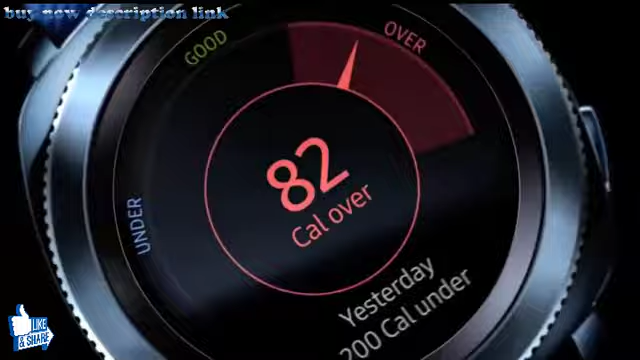 buy now description link
GOOD
OVER
UNDER
82
Cal over
Yesterday
200 Cal under
LIKE
& SHARE